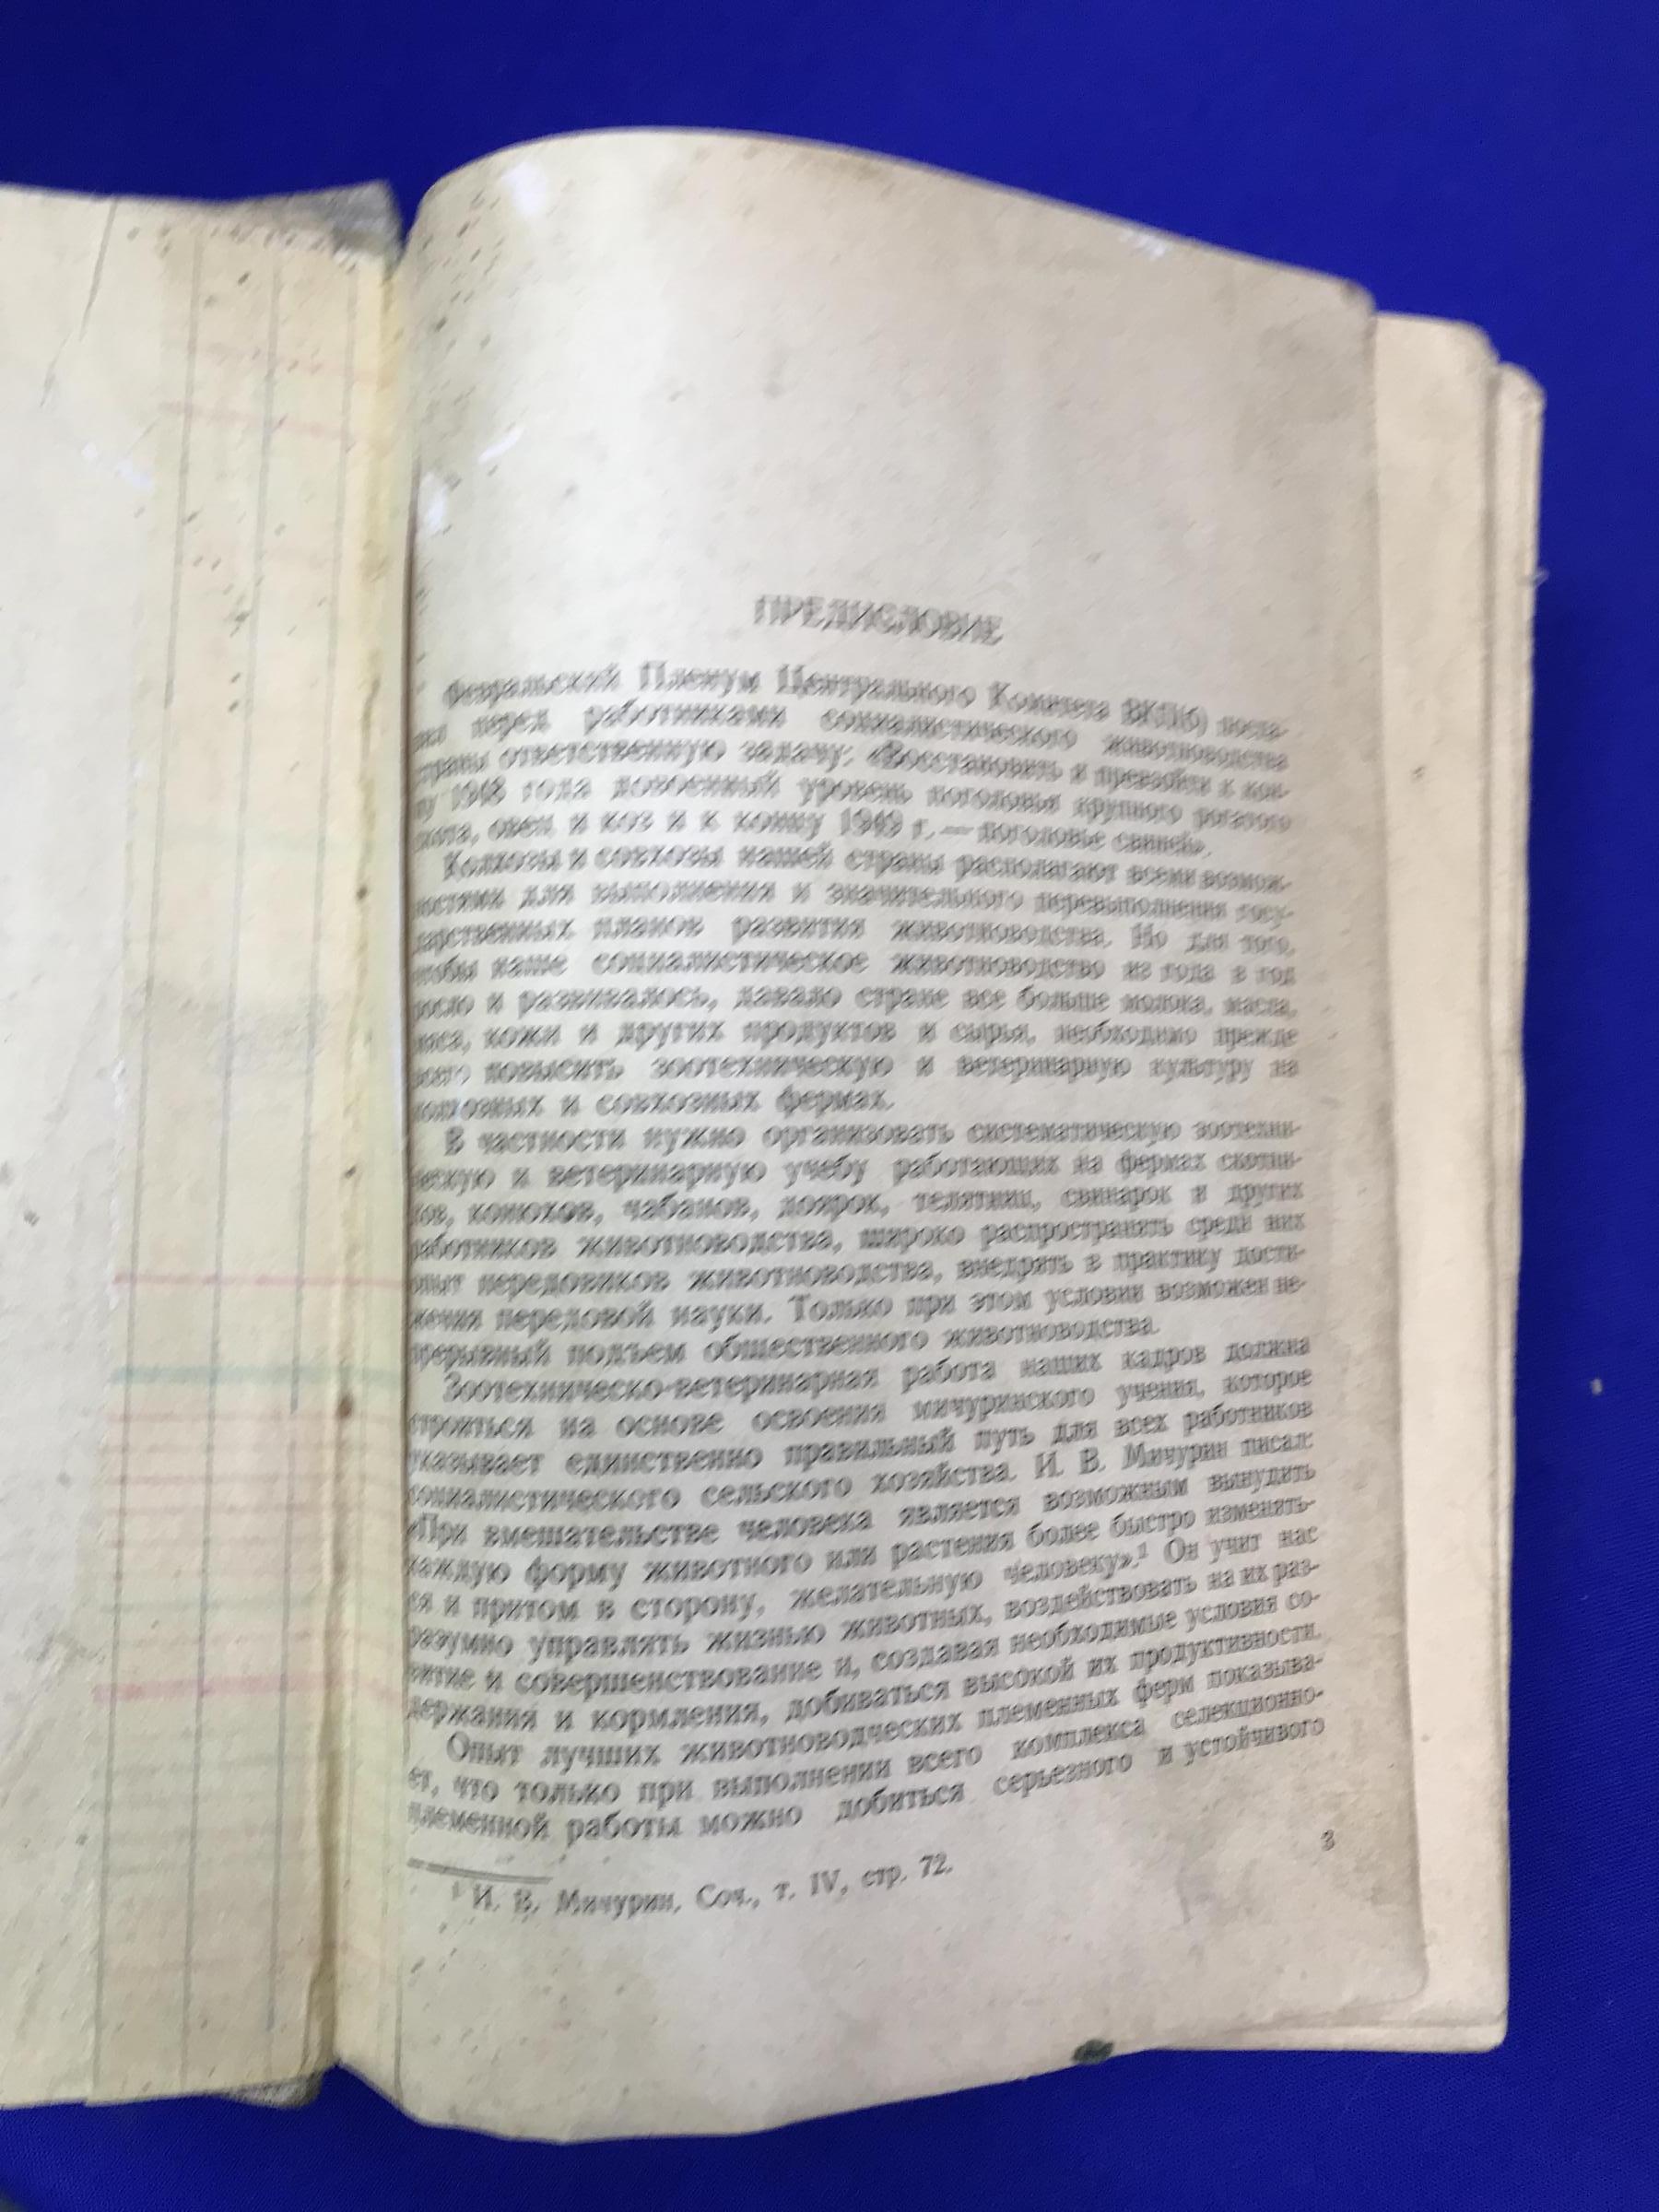 ПРЕДИСЛОВИЕ
Февральский Пленум Центрального Комитета ВКП(б) поста-
вил перед работниками социалистического животноводства
страны ответственную задачу: «Восстановить и превзойти к кон-
цу 1948 года довоенный уровень поголовья крупного рогатого
скота, овец и коз и к концу 1949 г. — поголовье свиней».
Колхозы и совхозы нашей страны располагают всеми возмож-
ностями для выполнения и значительного перевыполнения госу-
дарственных планов развития животноводства. Но для того,
чтобы наше социалистическое животноводство из года в год
росло и развивалось, давало стране все больше молока, масла,
мяса, кожи и других продуктов и сырья, необходимо прежде
всего повысить зоотехническую и ветеринарную культуру на
колхозных и совхозных фермах.
В частности нужно организовать систематическую зоотехни-
ческую и ветеринарную учебу работающих на фермах скотни-
ков, конюхов, чабанов, доярок, телятниц, свинарок и других
работников животноводства, широко распространить среди них
опыт передовиков животноводства, внедрять в практику дости-
жения передовой науки. Только при этом условии возможен не-
прерывный подъем общественного животноводства.
Зоотехническо-ветеринарная работа наших кадров должна
строиться на основе освоения мичуринского учения, которое
указывает единственно правильный путь для всех работников
социалистического сельского хозяйства. И. В. Мичурин писал:
«При вмешательстве человека является возможным вынудить
каждую форму животного или растения более быстро изменять-
ся и притом в сторону, желательную человеку».¹ Он учит нас
разумно управлять жизнью животных, воздействовать на их раз-
витие и совершенствование и, создавая необходимые условия со-
держания и кормления, добиваться высокой их продуктивности.
Опыт лучших животноводческих племенных ферм показыва-
ет, что только при выполнении всего комплекса селекционно-
племенной работы можно добиться серьезного и устойчивого
¹ И. В. Мичурин, Соч., т. IV, стр. 72.
3